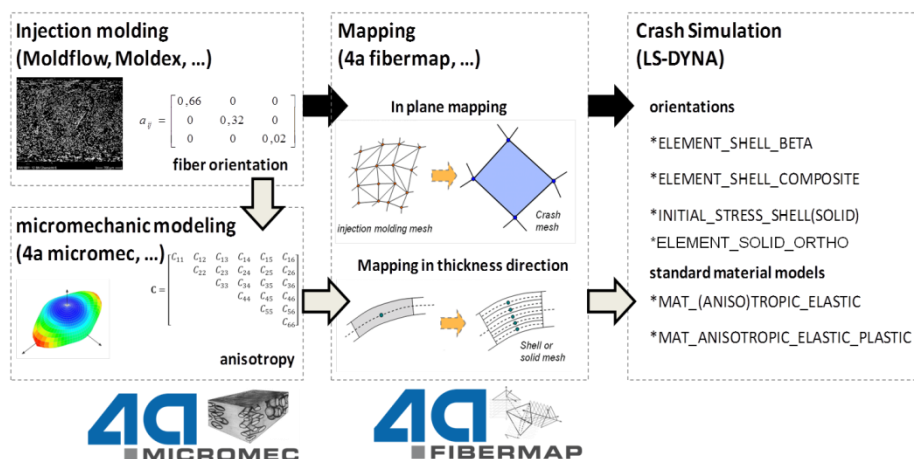 Injection molding
(Moldflow, Moldex, ...)
a ij =
0,66 0 0
0 0,32 0
0 0 0,02
fiber orientation
micromechanic modeling
(4a micromec, ...)
C =
C11 C12 C13 C14 C15 C16
C22 C23 C24 C25 C26
C33 C34 C35 C36
C44 C45 C46
C55 C56
C66
anisotropy
4a
MICROMEC
Mapping
(4a fibermap, ...)
In plane mapping
injection molding mesh
Crash
mesh
Mapping in thickness direction
Shell or
solid mesh
4a
FIBERMAP
Crash Simulation
(LS-DYNA)
orientations
*ELEMENT_SHELL_BETA
*ELEMENT_SHELL_COMPOSITE
*INITIAL_STRESS_SHELL(SOLID)
*ELEMENT_SOLID_ORTHO
standard material models
*MAT_(ANISO)TROPIC_ELASTIC
*MAT_ANISOTROPIC_ELASTIC_PLASTIC